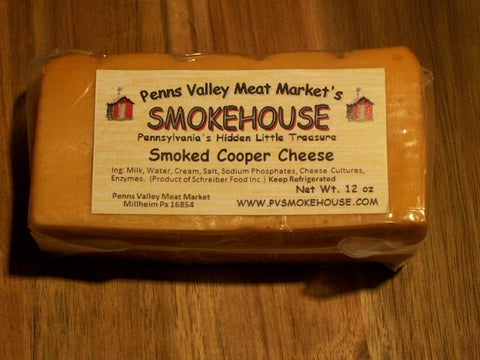 Penns Valley Meat Market's
SMOKEHOUSE
Pennsylvania's Hidden Little Treasure
Smoked Cooper Cheese
Ing: Milk, Water, Cream, Salt, Sodium Phosphates, Cheese Cultures,
Enzymes. (Product of Schreiber Food Inc.) Keep Refrigerated
Net Wt. 12 oz
Penns Valley Meat Market
Millheim Pa 16854
WWW.PVSMOKEHOUSE.COM